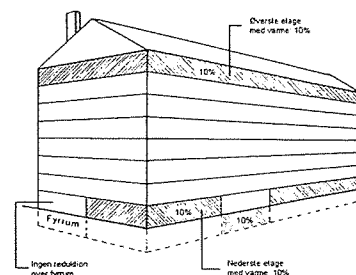 Øverste etage
med varme: 10%
10%
10%
10%
Fyrrum
Ingen reduktion
over fyrrum
Nederste etage
med varme: 10%